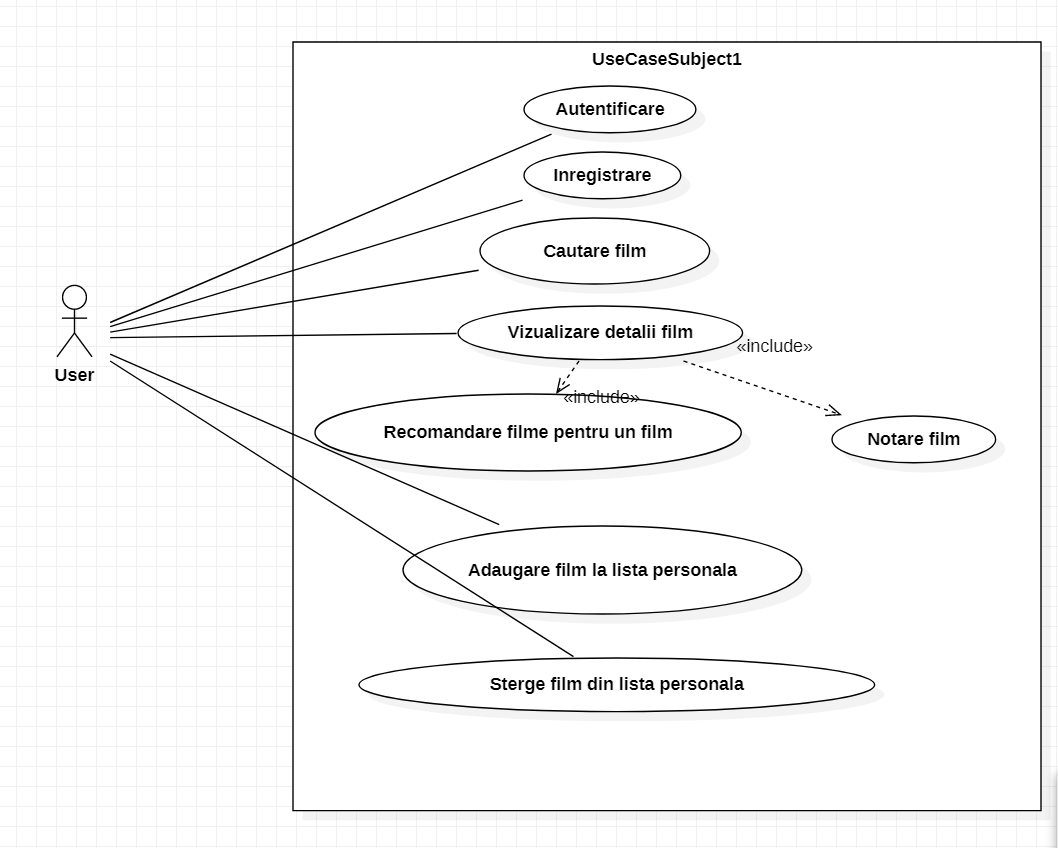 UseCaseSubject1
Autentificare
Inregistrare
Cautare film
Vizualizare detalii film
«include»
User
«include»
Recomandare filme pentru un film
Notare film
Adaugare film la lista personala
Sterge film din lista personala